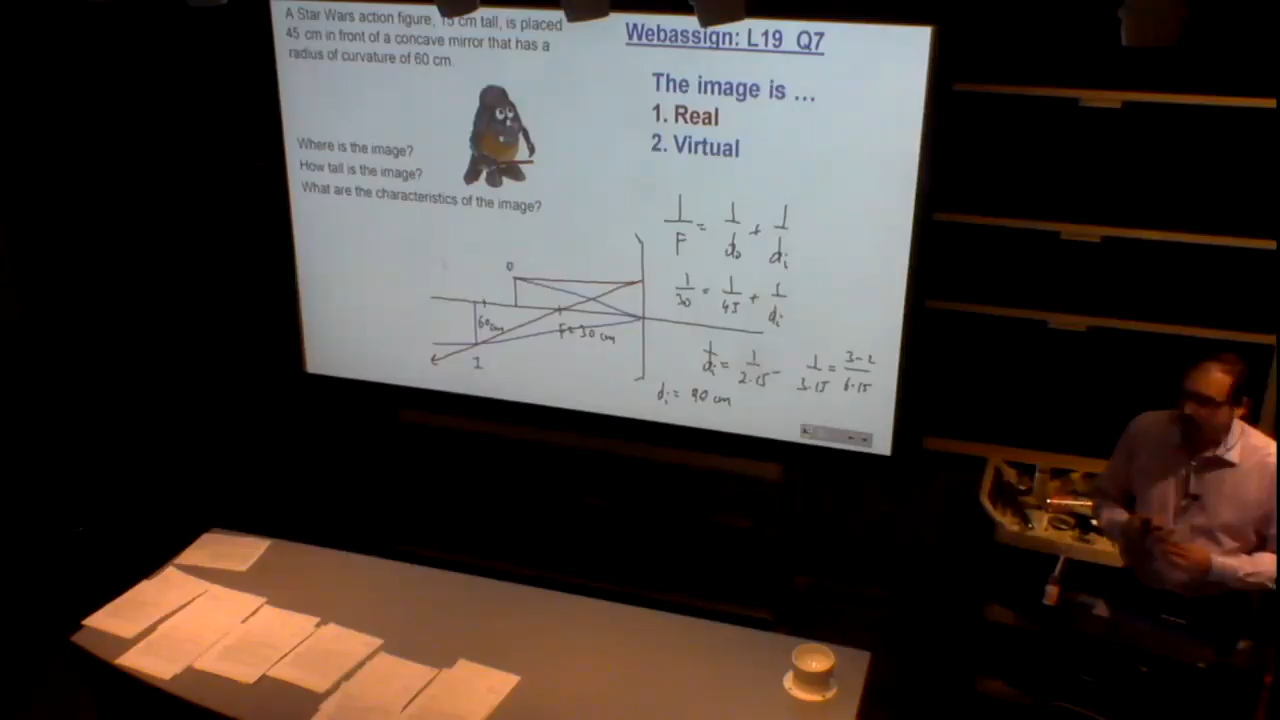 A Star Wars action figure, 15 cm tall, is placed
45 cm in front of a concave mirror that has a
radius of curvature of 60 cm.
Where is the image?
How tall is the image?
What are the characteristics of the image?
Webassign: L19 Q7
The image is ...
1. Real
2. Virtual
1/F = 1/do + 1/di
1/30 = 1/45 + 1/di
1/di = 1/2·15 - 1/3·15 = 3-2/6·15
di = 90 cm
O
60cm
F=30 cm
I